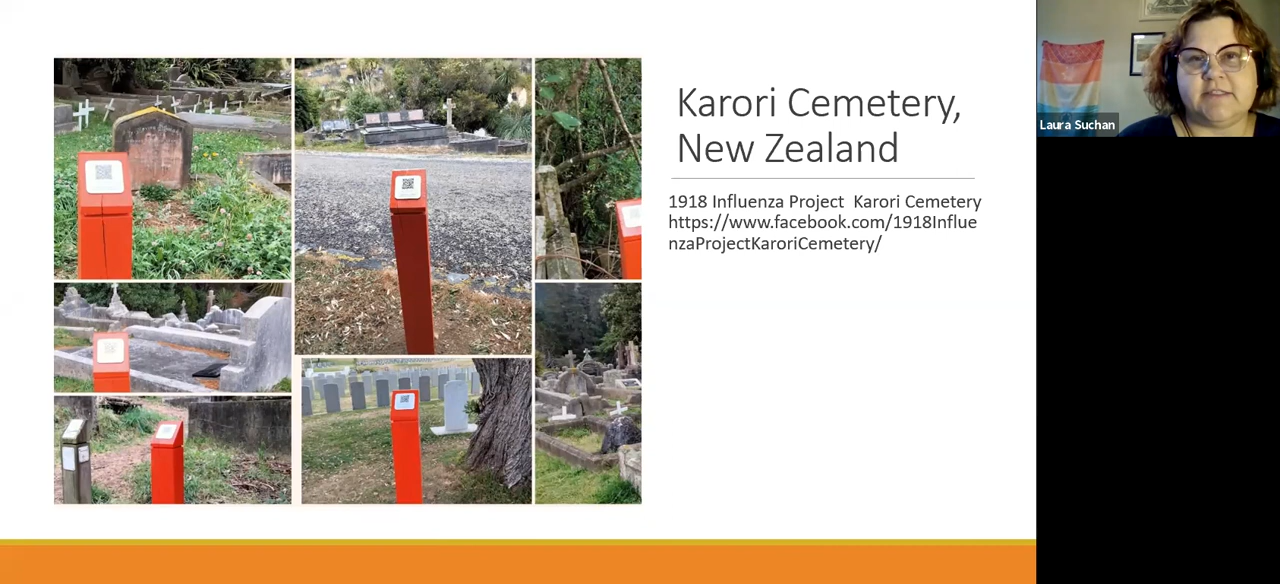 Karori Cemetery,
New Zealand
1918 Influenza Project  Karori Cemetery
https://www.facebook.com/1918Influe
nzaProjectKaroriCemetery/
Laura Suchan